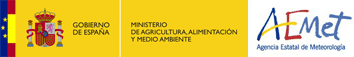 GOBIERNO
DE ESPAÑA
MINISTERIO
DE AGRICULTURA, ALIMENTACIÓN
Y MEDIO AMBIENTE
AEMet
Agencia Estatal de Meteorología